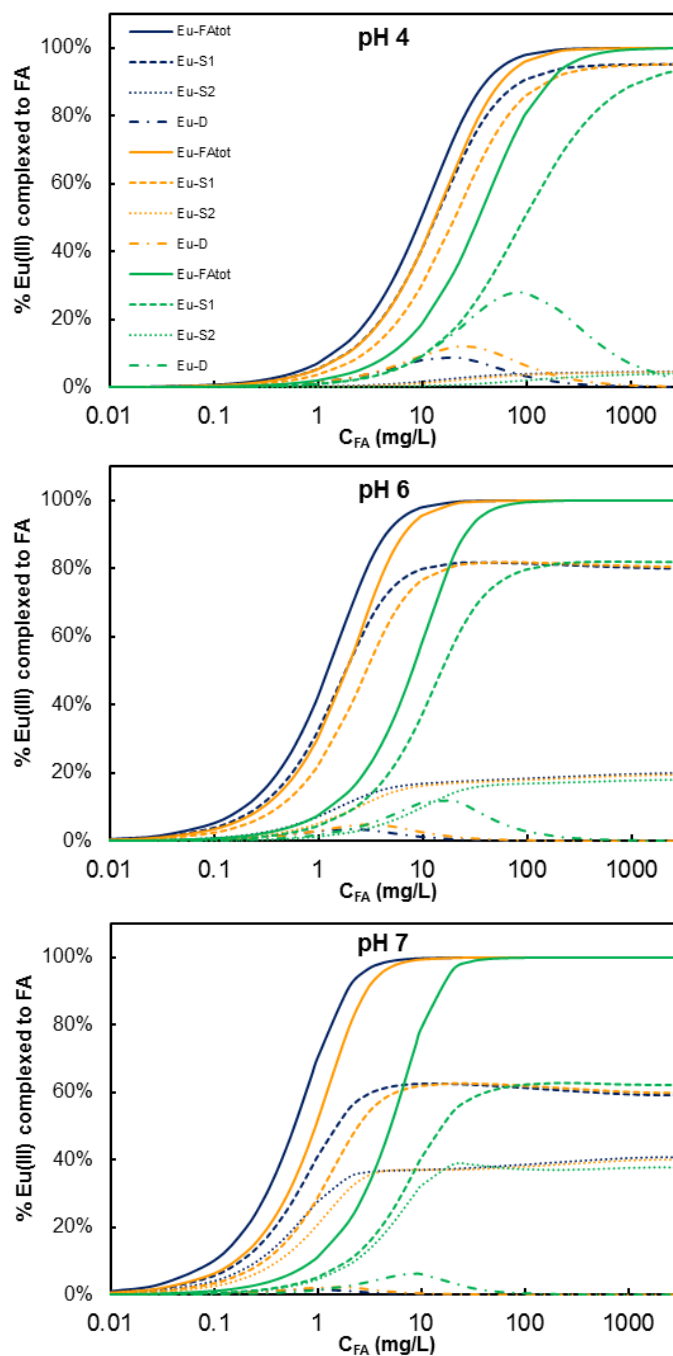 pH 4
% Eu(III) complexed to FA
100%
80%
60%
40%
20%
0%
Eu-FAtot
Eu-S1
Eu-S2
Eu-D
Eu-FAtot
Eu-S1
Eu-S2
Eu-D
Eu-FAtot
Eu-S1
Eu-S2
Eu-D
0.01 0.1 1 10 100 1000
CFA (mg/L)
pH 6
% Eu(III) complexed to FA
100%
80%
60%
40%
20%
0%
0.01 0.1 1 10 100 1000
CFA (mg/L)
pH 7
% Eu(III) complexed to FA
100%
80%
60%
40%
20%
0%
0.01 0.1 1 10 100 1000
CFA (mg/L)